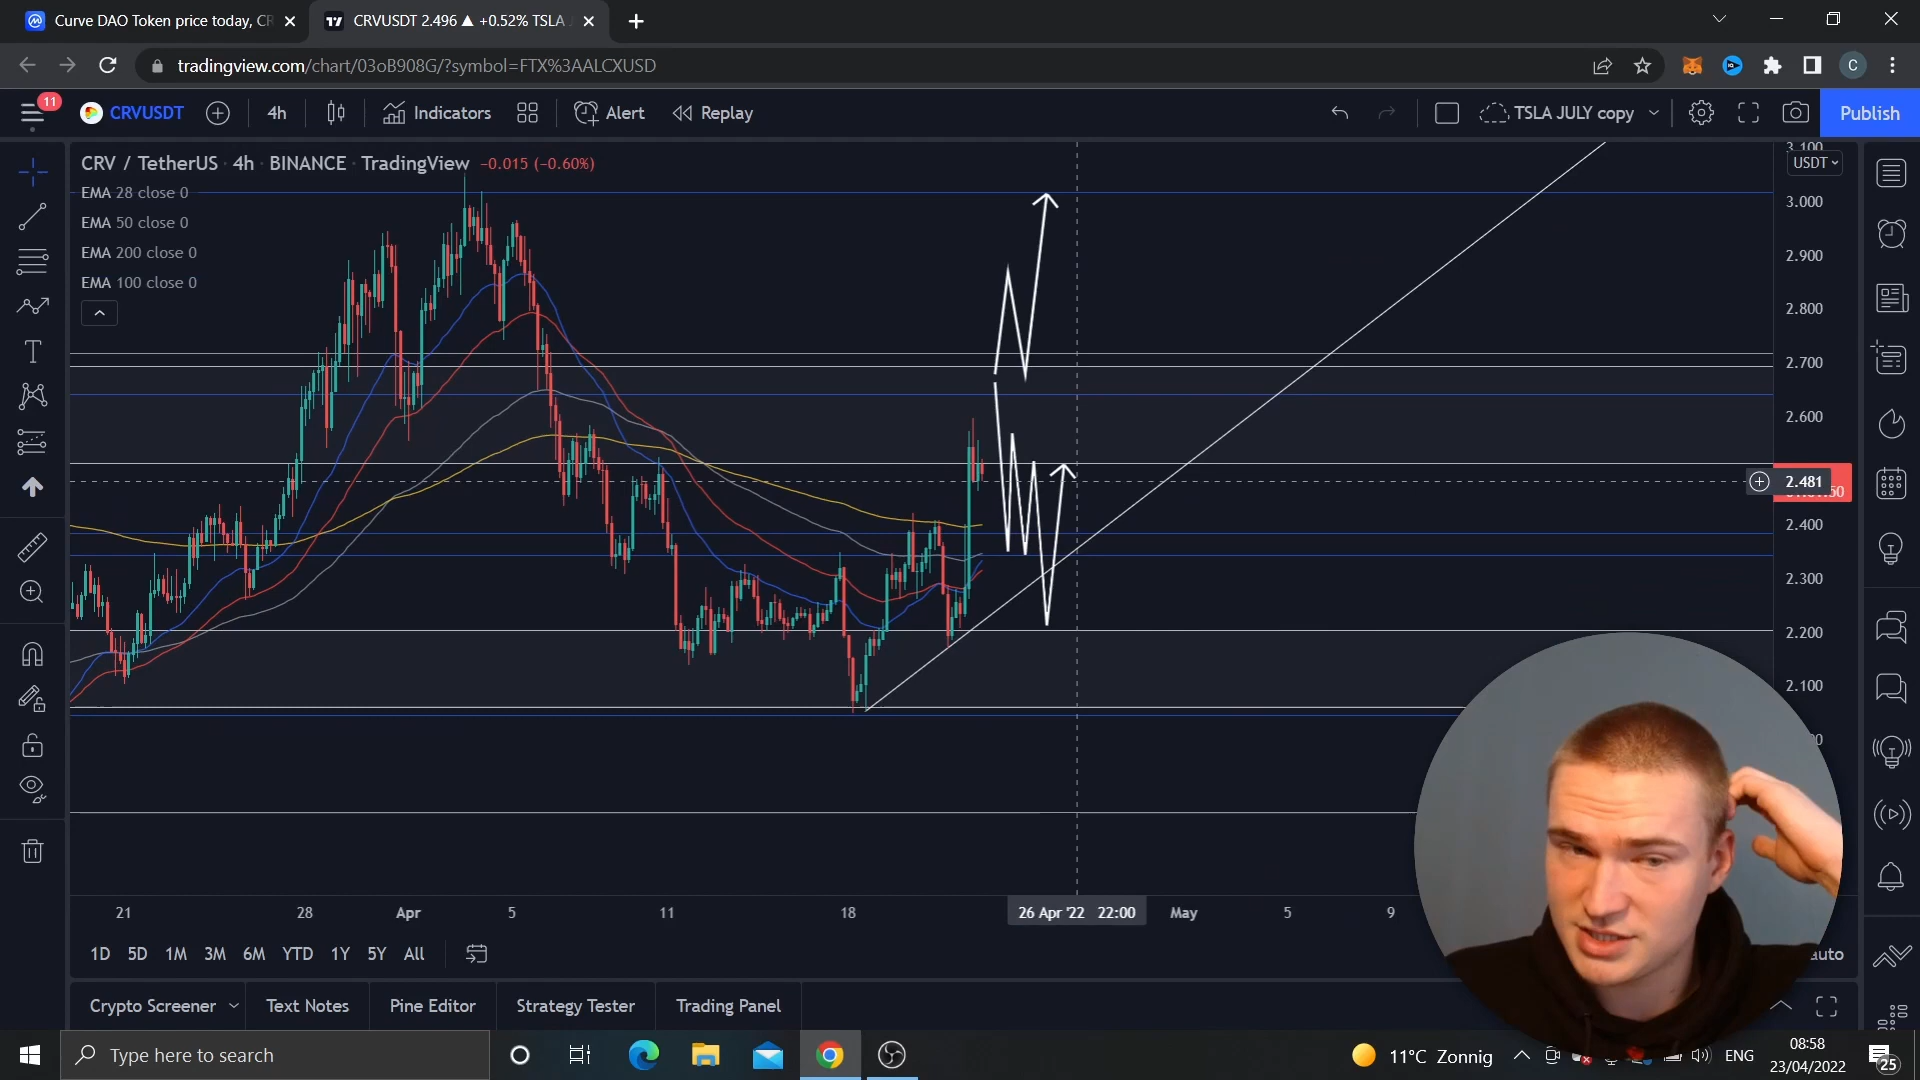 Curve DAO Token price today, CR
CRVUSDT 2.496 ▲ +0.52% TSLA J
tradingview.com/chart/03oB908G/?symbol=FTX%3AALCXUSD
C
11
CRVUSDT
4h
Indicators
Alert
Replay
TSLA JULY copy
Publish
CRV / TetherUS · 4h · BINANCE · TradingView −0.015 (−0.60%)
EMA 28 close 0
EMA 50 close 0
EMA 200 close 0
EMA 100 close 0
USDT
3.100
3.000
2.900
2.800
2.700
2.600
2.481
2.400
2.300
2.200
2.100
21
28
Apr
5
11
18
26 Apr '22 22:00
May
5
9
1D
5D
1M
3M
6M
YTD
1Y
5Y
All
auto
Crypto Screener
Text Notes
Pine Editor
Strategy Tester
Trading Panel
Type here to search
11°C Zonnig
ENG
08:58
23/04/2022
25